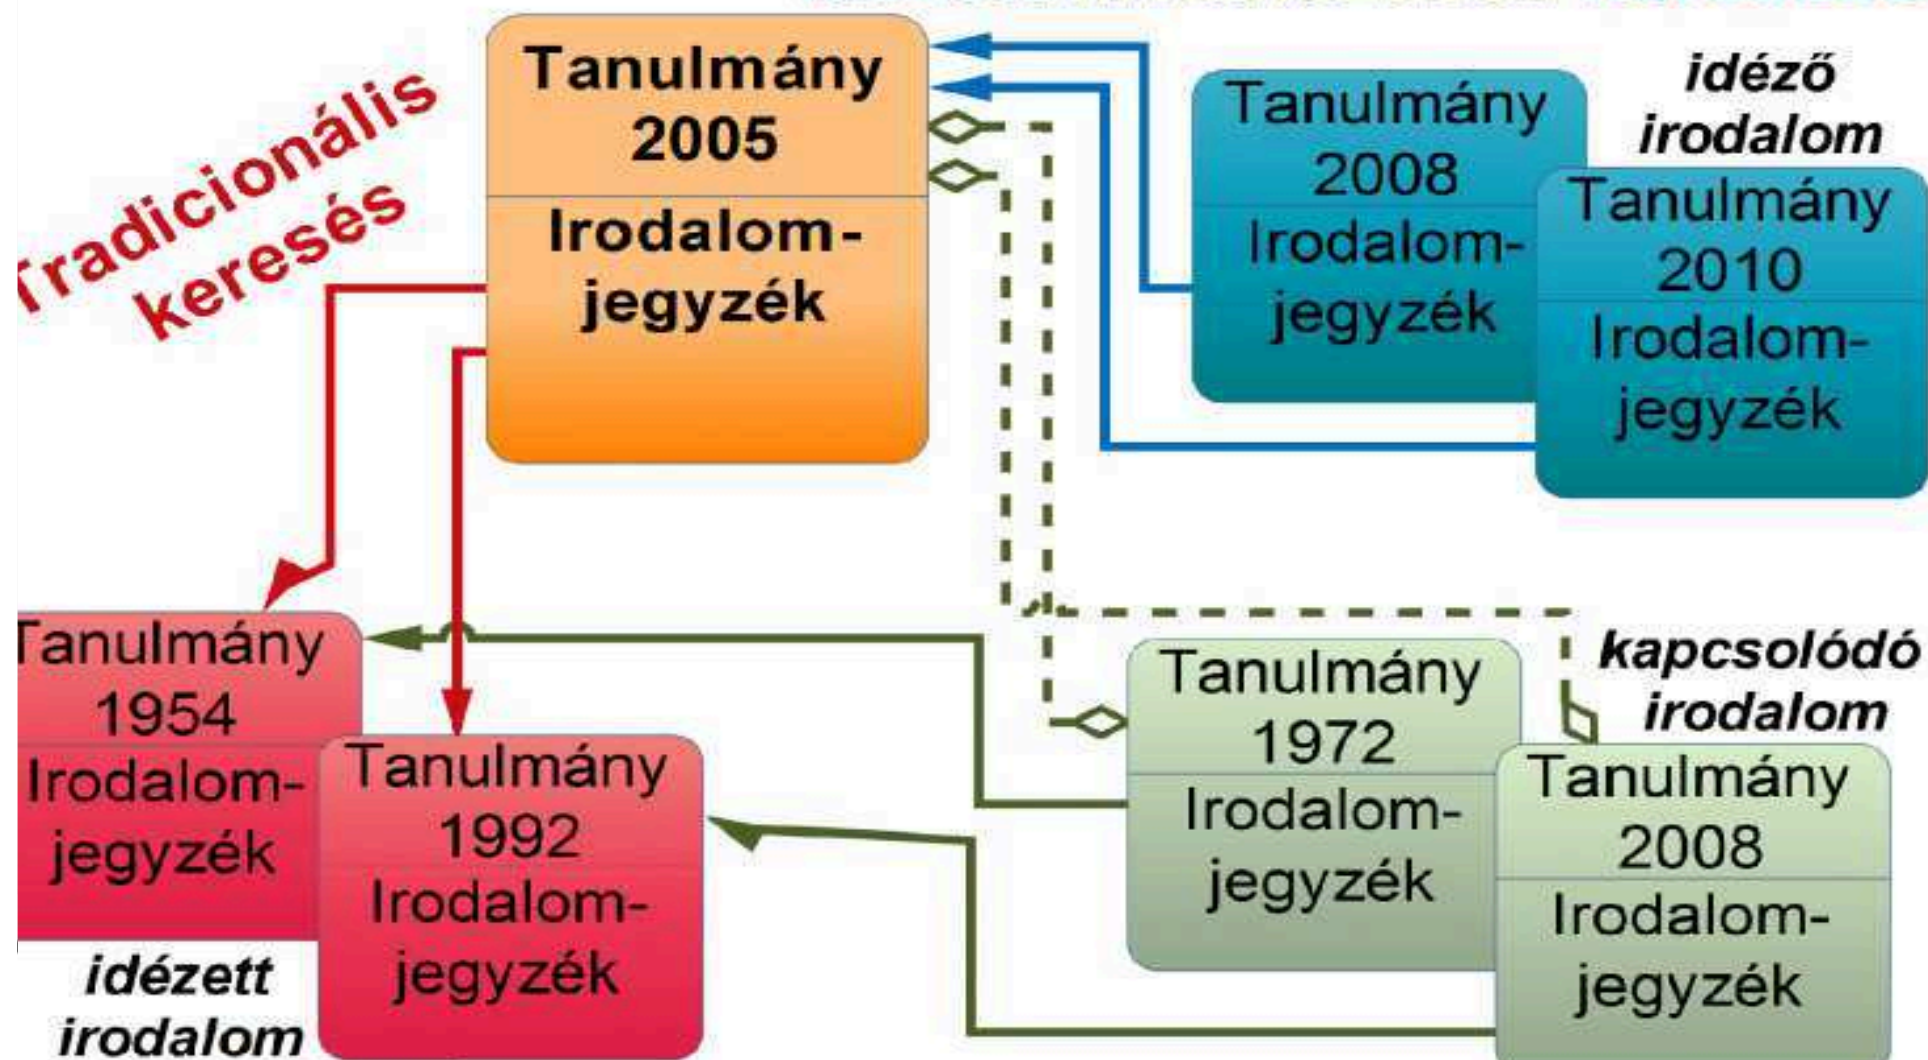 Tradicionális
keresés
Tanulmány
2005
Irodalom-
jegyzék
Tanulmány
2008
Irodalom-
jegyzék
idéző
irodalom
Tanulmány
2010
Irodalom-
jegyzék
Tanulmány
1954
Irodalom-
jegyzék
idézett
irodalom
Tanulmány
1992
Irodalom-
jegyzék
Tanulmány
1972
Irodalom-
jegyzék
kapcsolódó
irodalom
Tanulmány
2008
Irodalom-
jegyzék